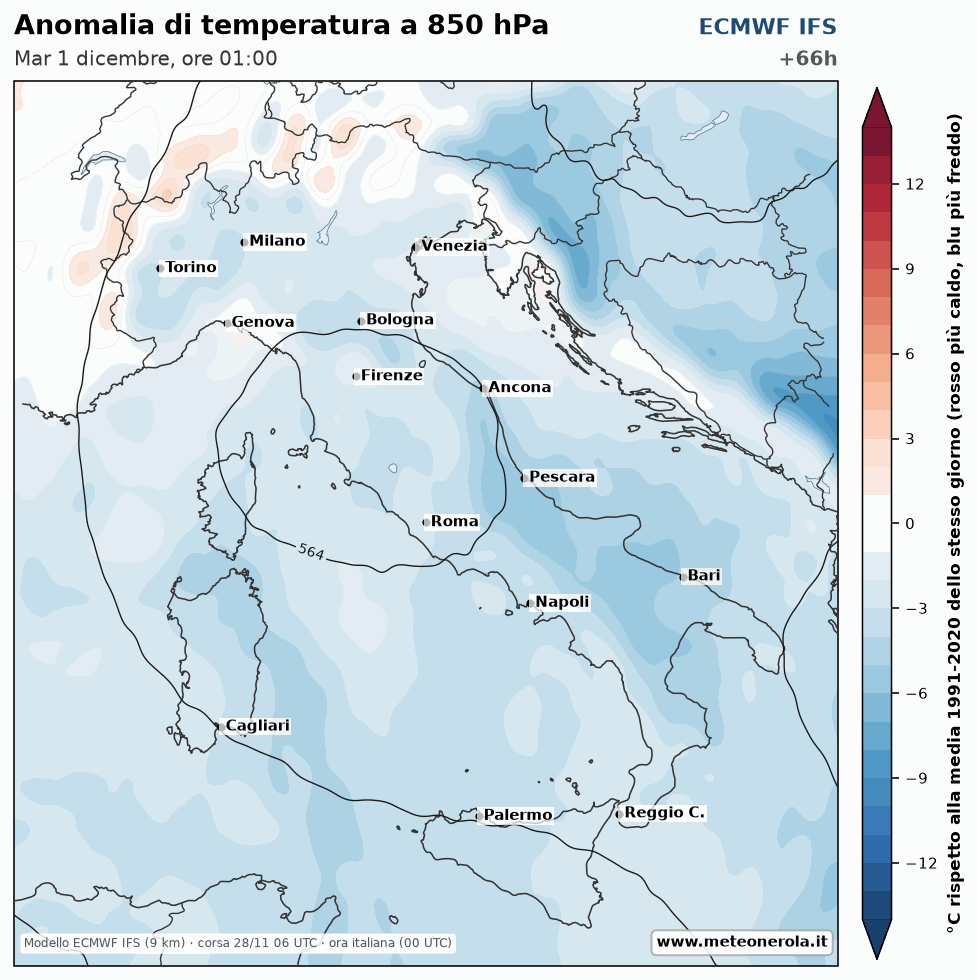 Anomalia di temperatura a 850 hPa
ECMWF IFS
Mar 1 dicembre, ore 01:00
+66h
Milano
Venezia
Torino
Genova
Bologna
Firenze
Ancona
Pescara
Roma
564
Bari
Napoli
Cagliari
Palermo
Reggio C.
12
9
6
3
0
−3
−6
−9
−12
°C rispetto alla media 1991-2020 dello stesso giorno (rosso più caldo, blu più freddo)
Modello ECMWF IFS (9 km) · corsa 28/11 06 UTC · ora italiana (00 UTC)
www.meteonerola.it